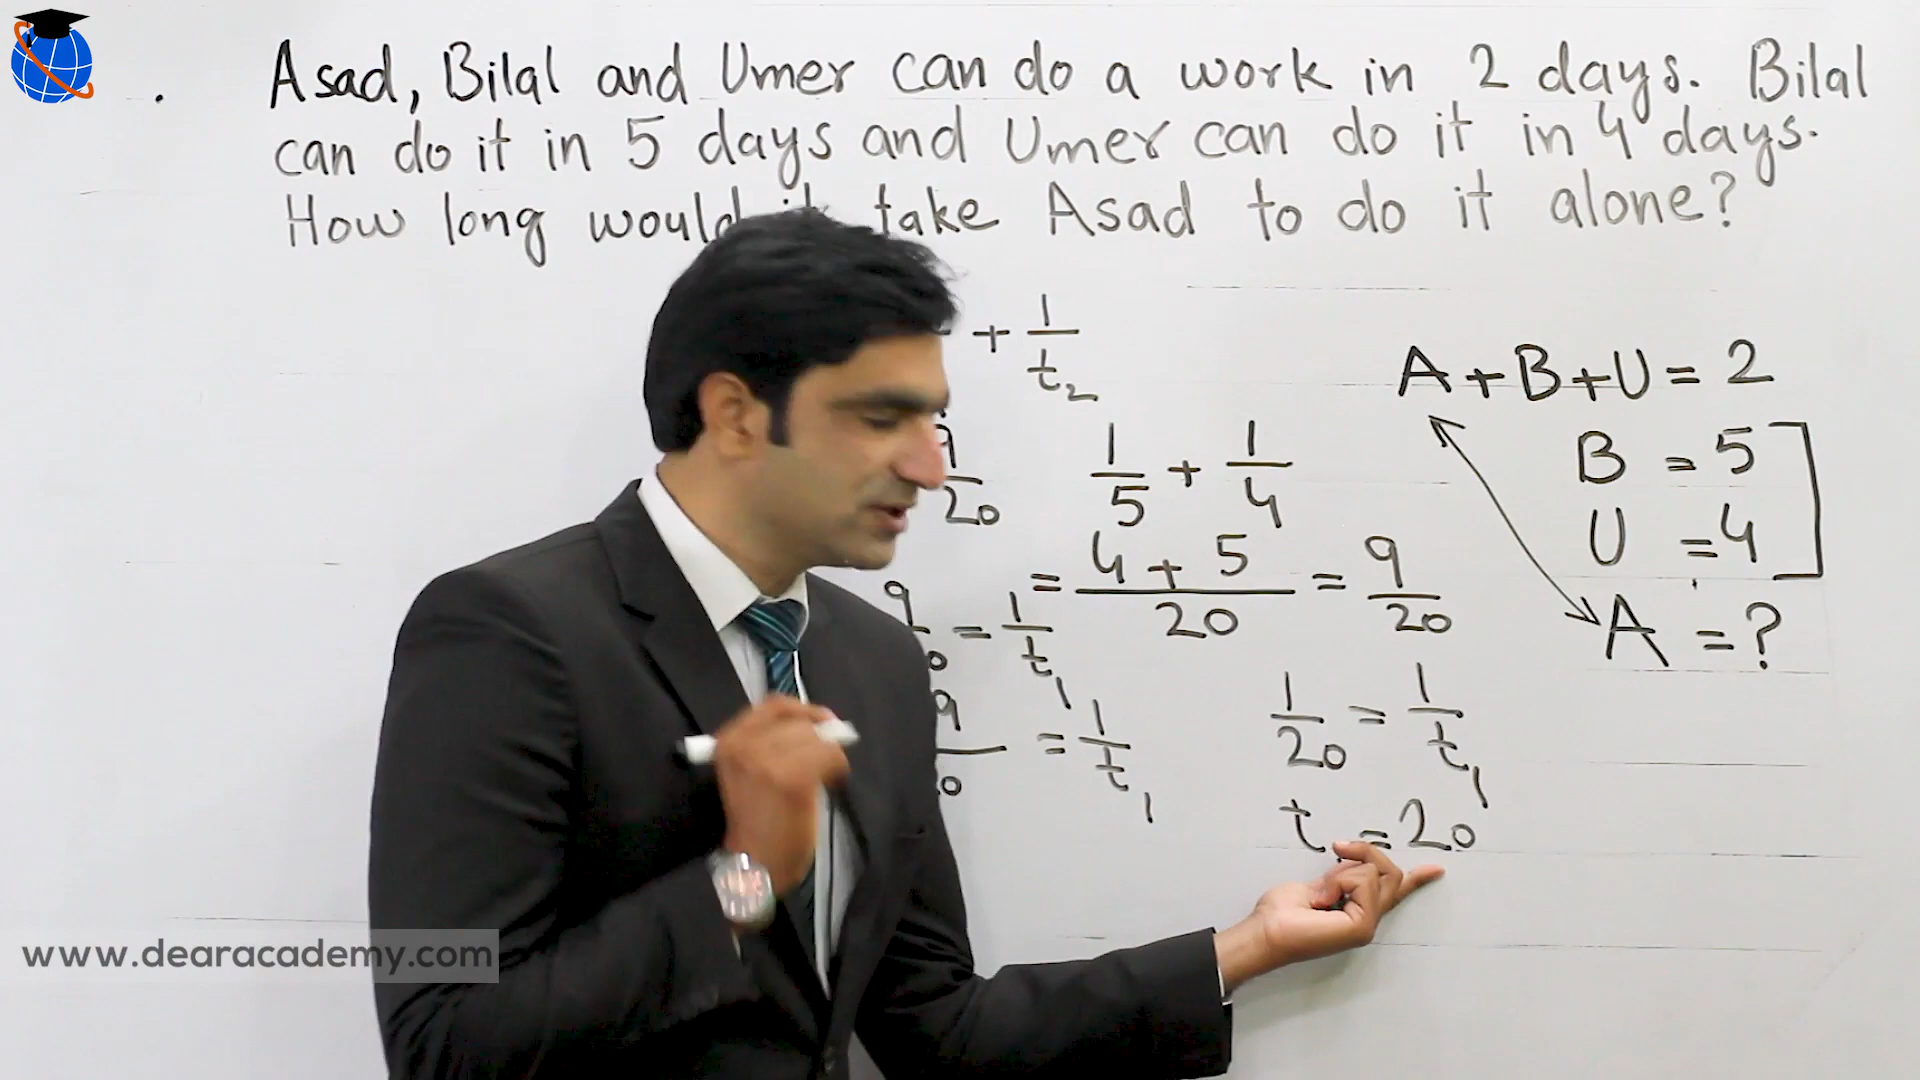 Asad, Bilal and Umer can do a work in 2 days. Bilal
can do it in 5 days and Umer can do it in 4 days.
How long would take Asad to do it alone?
+ 1/t₂
A+B+U = 2
B = 5
U = 4
A = ?
9/20
1/5 + 1/4
= (4 + 5)/20 = 9/20
= 1/t₁
= 1/t₁
1/20 = 1/t₁
t = 20
www.dearacademy.com